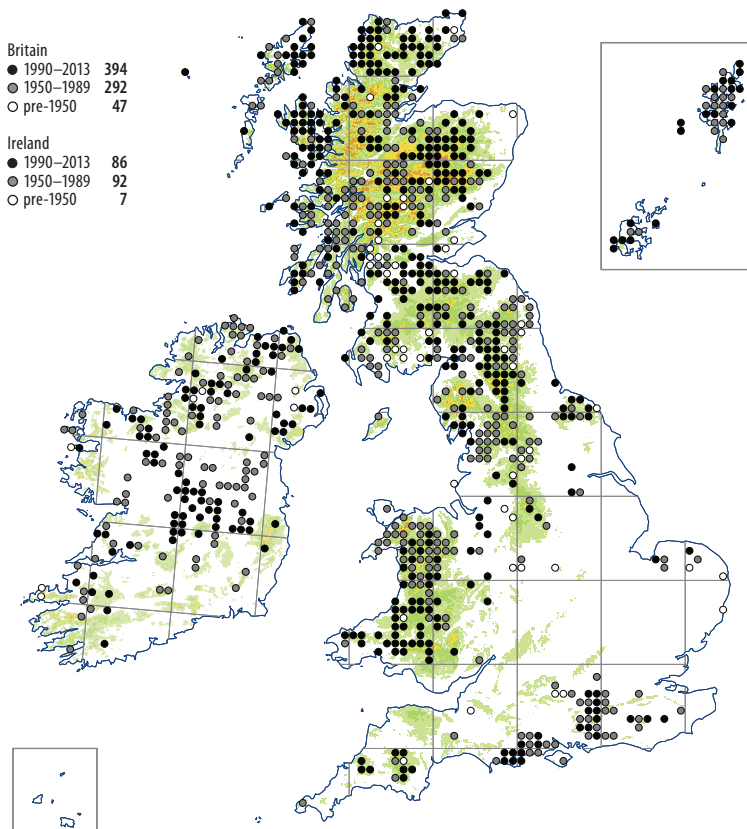 Britain
1990–2013 394
1950–1989 292
pre-1950 47
Ireland
1990–2013 86
1950–1989 92
pre-1950 7